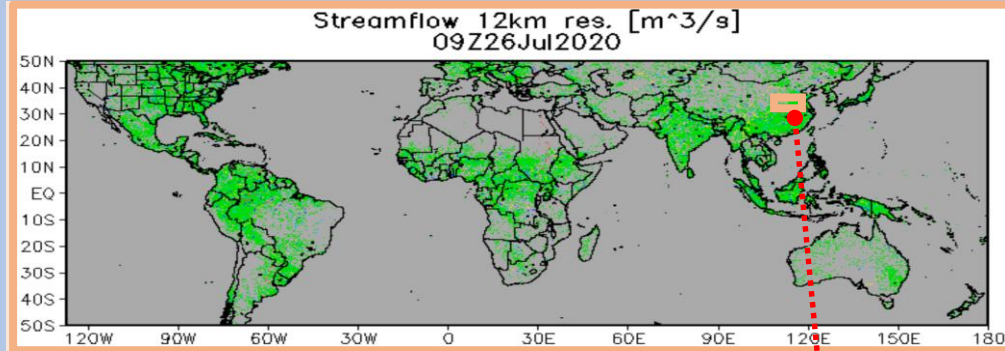 Streamflow 12km res. [m^3/s]
09Z26Jul2020
50N
40N
30N
20N
10N
EQ
10S
20S
30S
40S
50S
120W 90W 60W 30W 0 30E 60E 90E 120E 150E 180